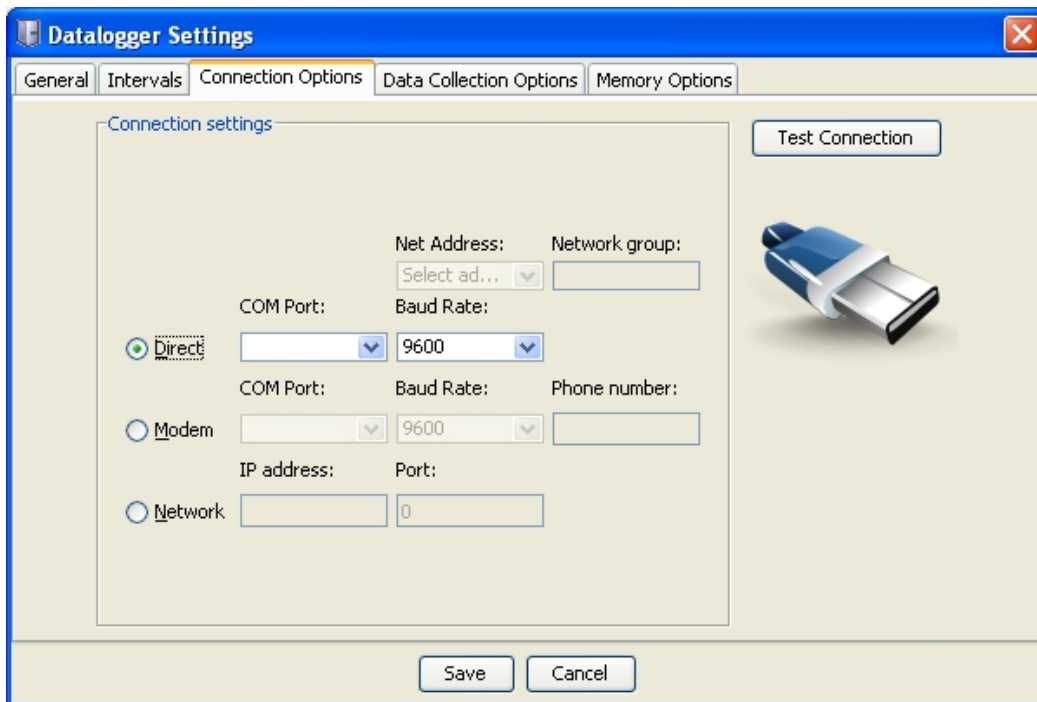 Datalogger Settings
General Intervals Connection Options Data Collection Options Memory Options
Connection settings
Test Connection
Net Address: Network group:
Select ad...
COM Port: Baud Rate:
Direct 9600
COM Port: Baud Rate: Phone number:
Modem 9600
IP address: Port:
Network 0
Save Cancel